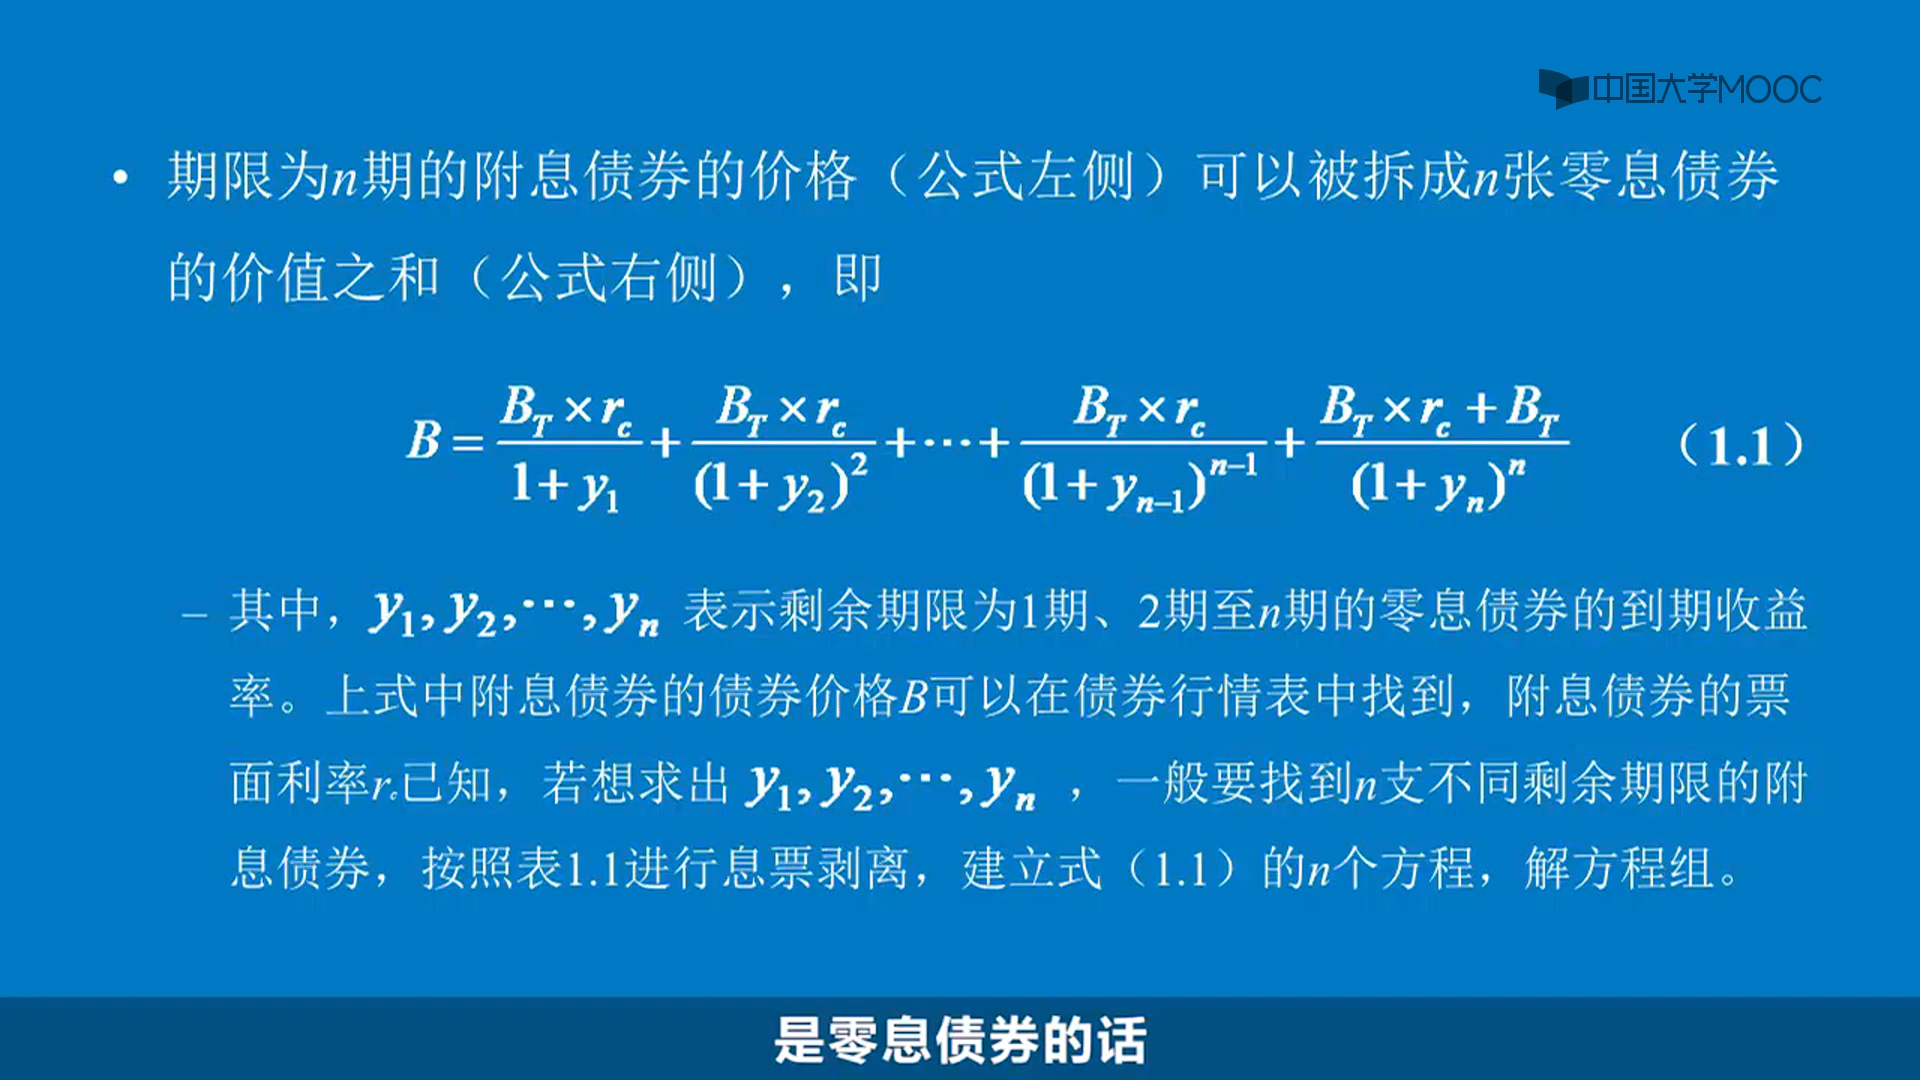 中国大学MOOC
• 期限为n期的附息债券的价格（公式左侧）可以被拆成n张零息债券
的价值之和（公式右侧），即
B = \frac{B_T × r_c}{1 + y_1} + \frac{B_T × r_c}{(1 + y_2)^2} + ⋯ + \frac{B_T × r_c}{(1 + y_{n-1})^{n-1}} + \frac{B_T × r_c + B_T}{(1 + y_n)^n} （1.1）
– 其中，y_1, y_2, ⋯, y_n 表示剩余期限为1期、2期至n期的零息债券的到期收益
率。上式中附息债券的债券价格B可以在债券行情表中找到，附息债券的票
面利率r_c已知，若想求出 y_1, y_2, ⋯, y_n ，一般要找到n支不同剩余期限的附
息债券，按照表1.1进行息票剥离，建立式（1.1）的n个方程，解方程组。
是零息债券的话